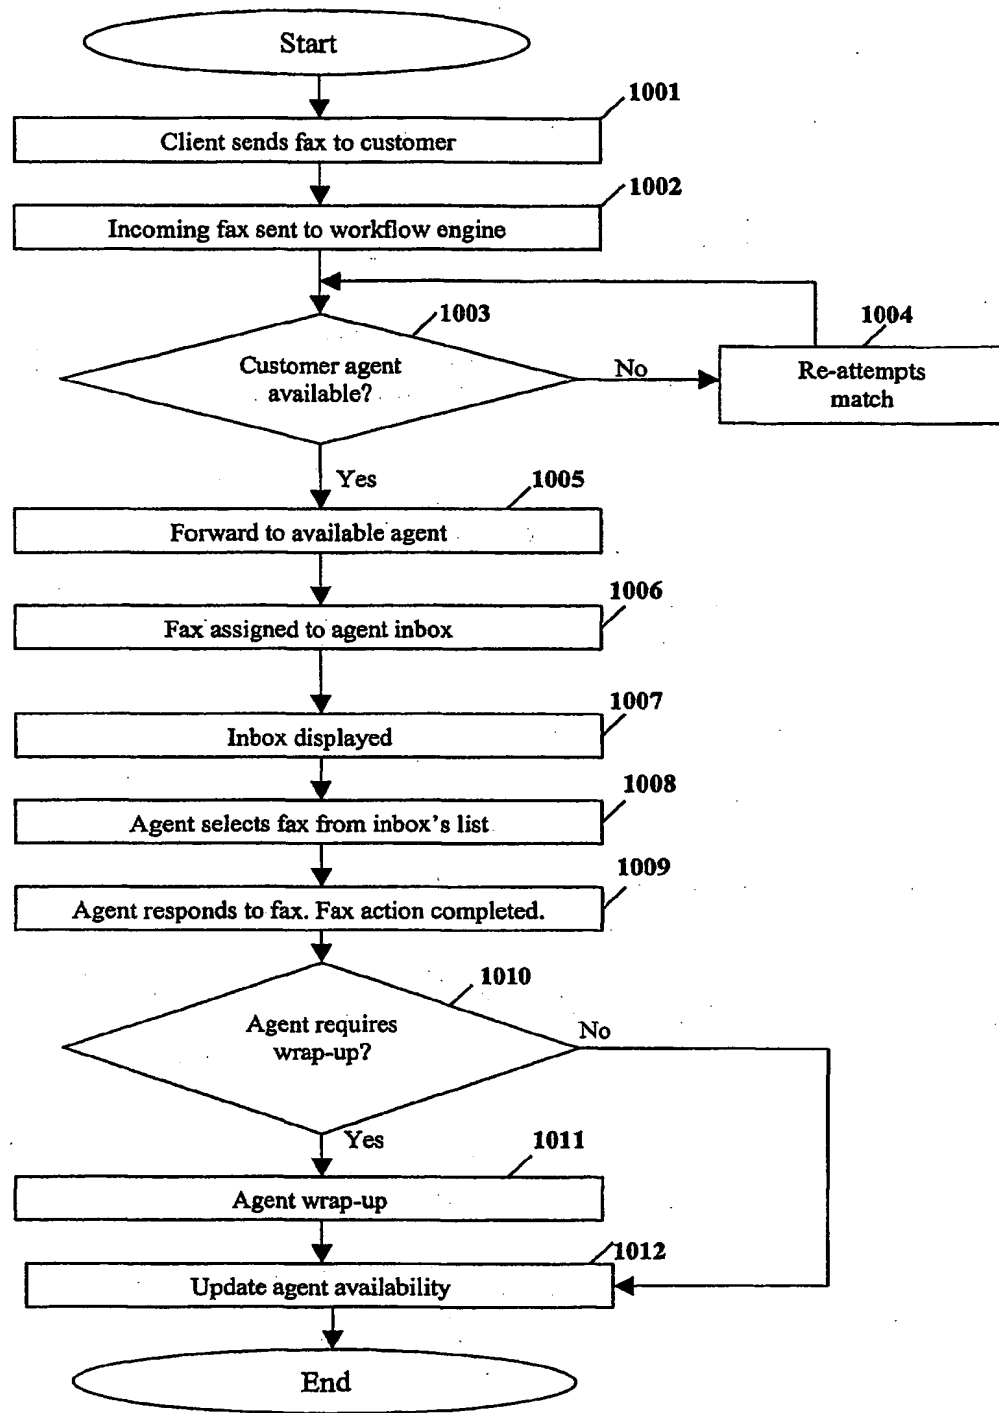 Start
1001
Client sends fax to customer
1002
Incoming fax sent to workflow engine
1003
Customer agent
available?
No
1004
Re-attempts
match
Yes
1005
Forward to available agent
1006
Fax assigned to agent inbox
1007
Inbox displayed
1008
Agent selects fax from inbox's list
1009
Agent responds to fax. Fax action completed.
1010
Agent requires
wrap-up?
No
Yes
1011
Agent wrap-up
1012
Update agent availability
End